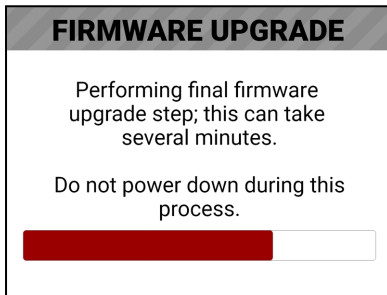 FIRMWARE UPGRADE
Performing final firmware
upgrade step; this can take
several minutes.
Do not power down during this
process.